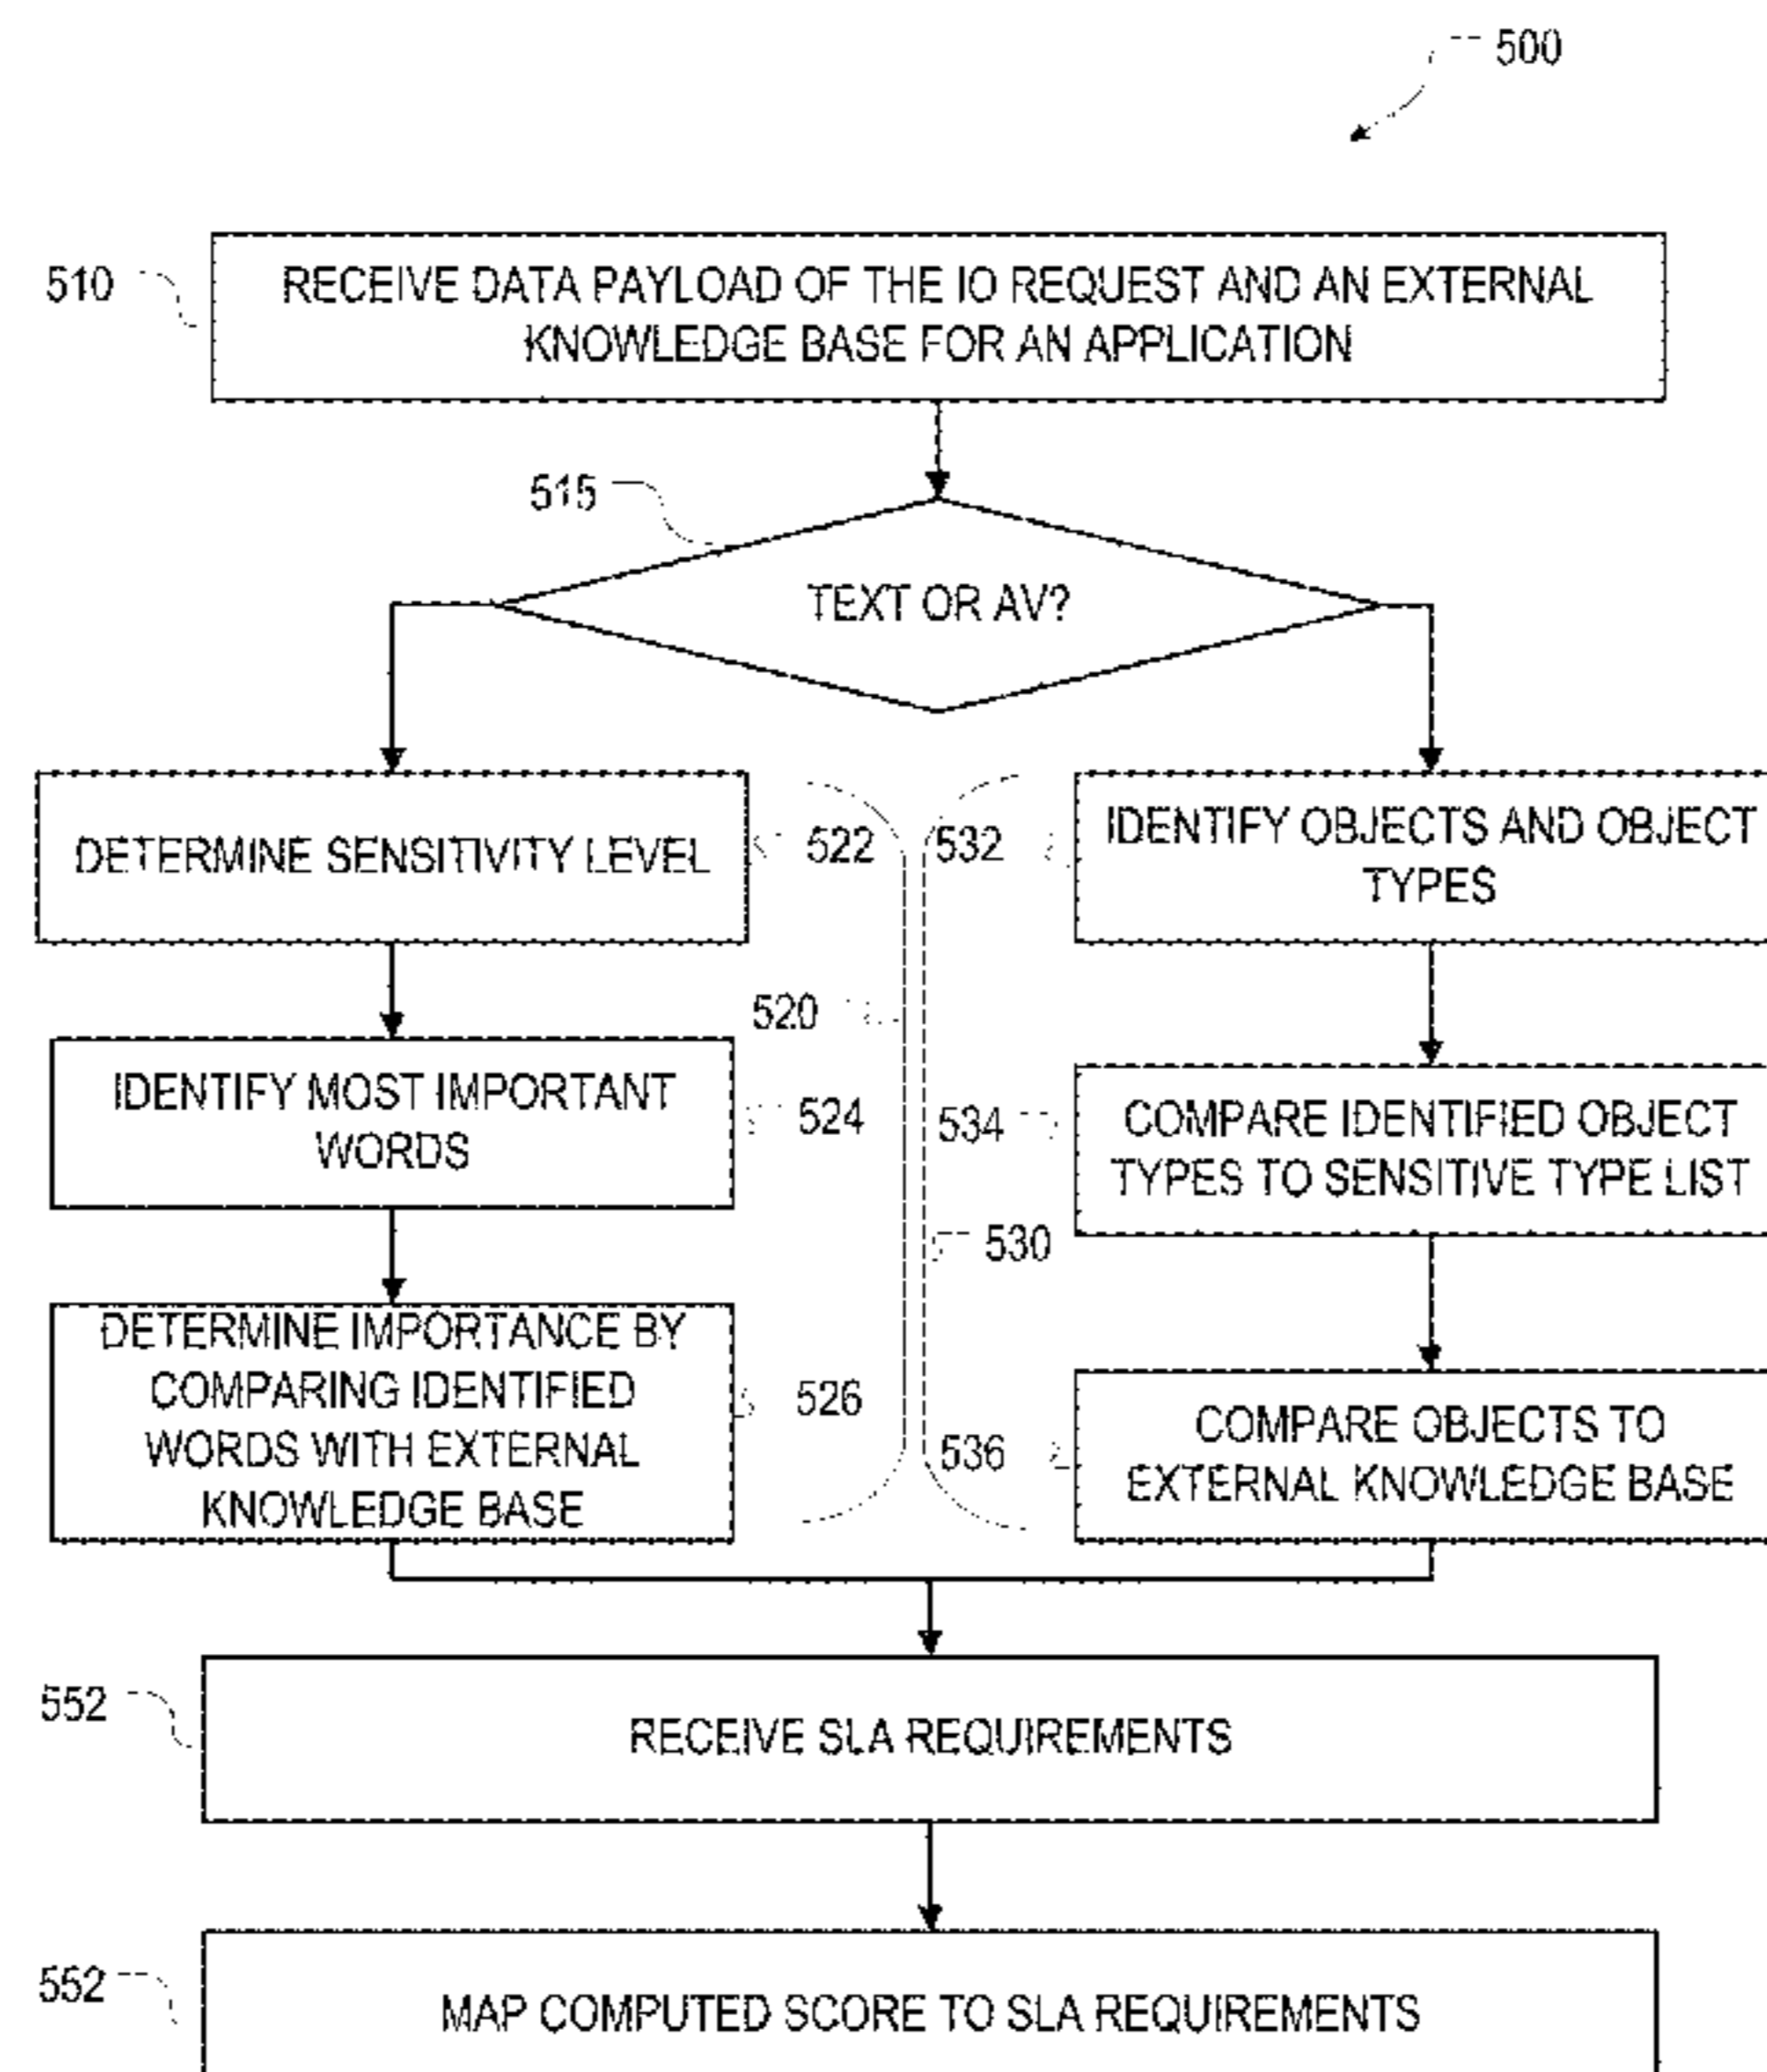 500
510
RECEIVE DATA PAYLOAD OF THE IO REQUEST AND AN EXTERNAL
KNOWLEDGE BASE FOR AN APPLICATION
515
TEXT OR AV?
DETERMINE SENSITIVITY LEVEL
522
IDENTIFY MOST IMPORTANT
WORDS
524
DETERMINE IMPORTANCE BY
COMPARING IDENTIFIED
WORDS WITH EXTERNAL
KNOWLEDGE BASE
526
520
532
IDENTIFY OBJECTS AND OBJECT
TYPES
534
COMPARE IDENTIFIED OBJECT
TYPES TO SENSITIVE TYPE LIST
530
536
COMPARE OBJECTS TO
EXTERNAL KNOWLEDGE BASE
552
RECEIVE SLA REQUIREMENTS
552
MAP COMPUTED SCORE TO SLA REQUIREMENTS